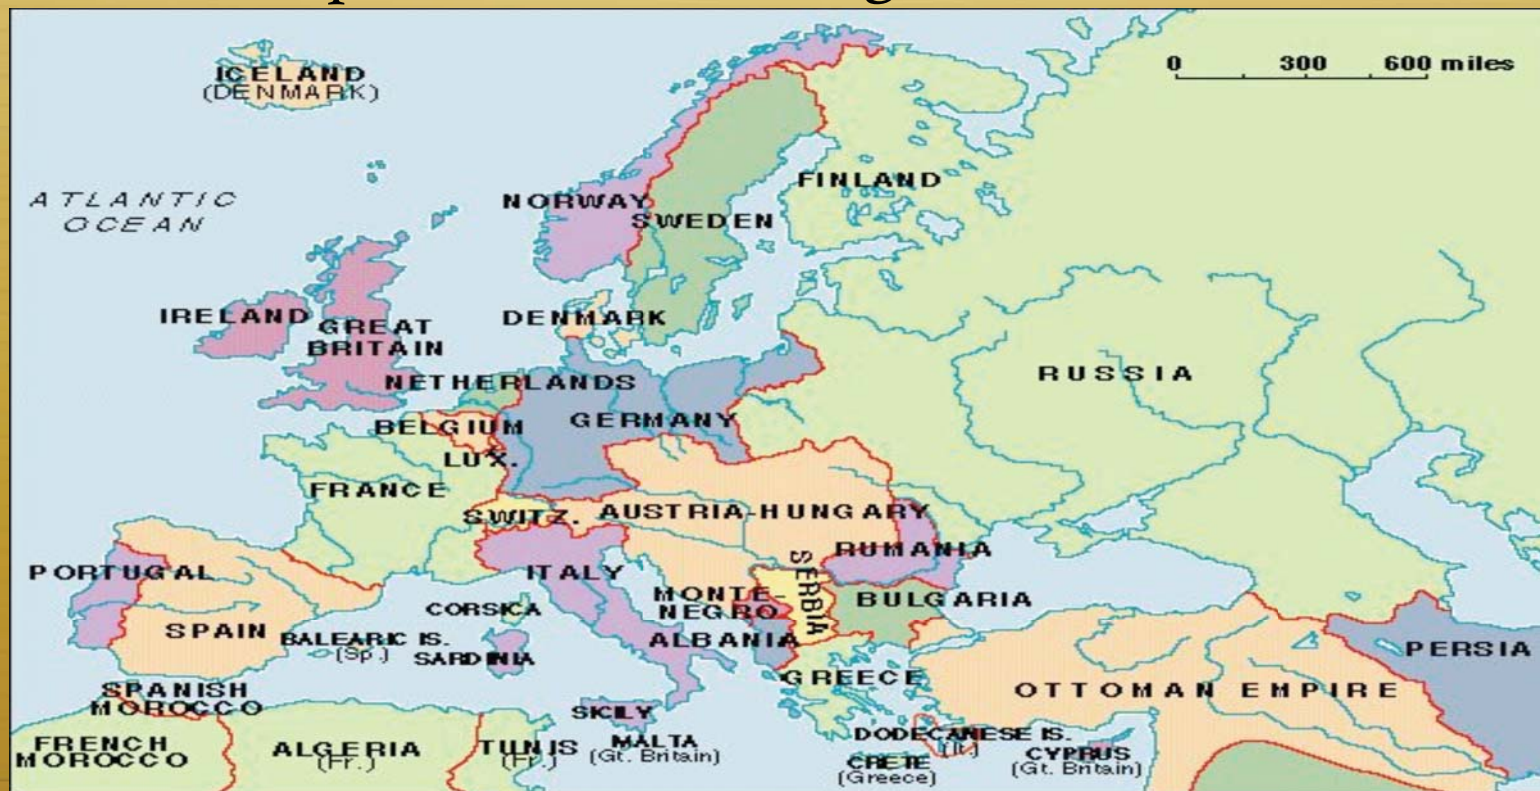 ICELAND
(DENMARK)
0 300 600 miles
ATLANTIC
OCEAN
NORWAY
SWEDEN
FINLAND
IRELAND
GREAT
BRITAIN
DENMARK
NETHERLANDS
RUSSIA
BELGIUM
GERMANY
LUX.
FRANCE
SWITZ.
AUSTRIA-HUNGARY
RUMANIA
PORTUGAL
ITALY
SERBIA
MONTE-
NEGRO
BULGARIA
CORSICA
SPAIN
BALEARIC IS.
(Sp.)
SARDINIA
ALBANIA
PERSIA
GREECE
OTTOMAN EMPIRE
SPANISH
MOROCCO
SICILY
FRENCH
MOROCCO
ALGERIA
(Fr.)
TUNIS
(Fr.)
MALTA
(Gt. Britain)
DODECANESE IS.
(It.)
CRETE
(Greece)
CYPRUS
(Gt. Britain)